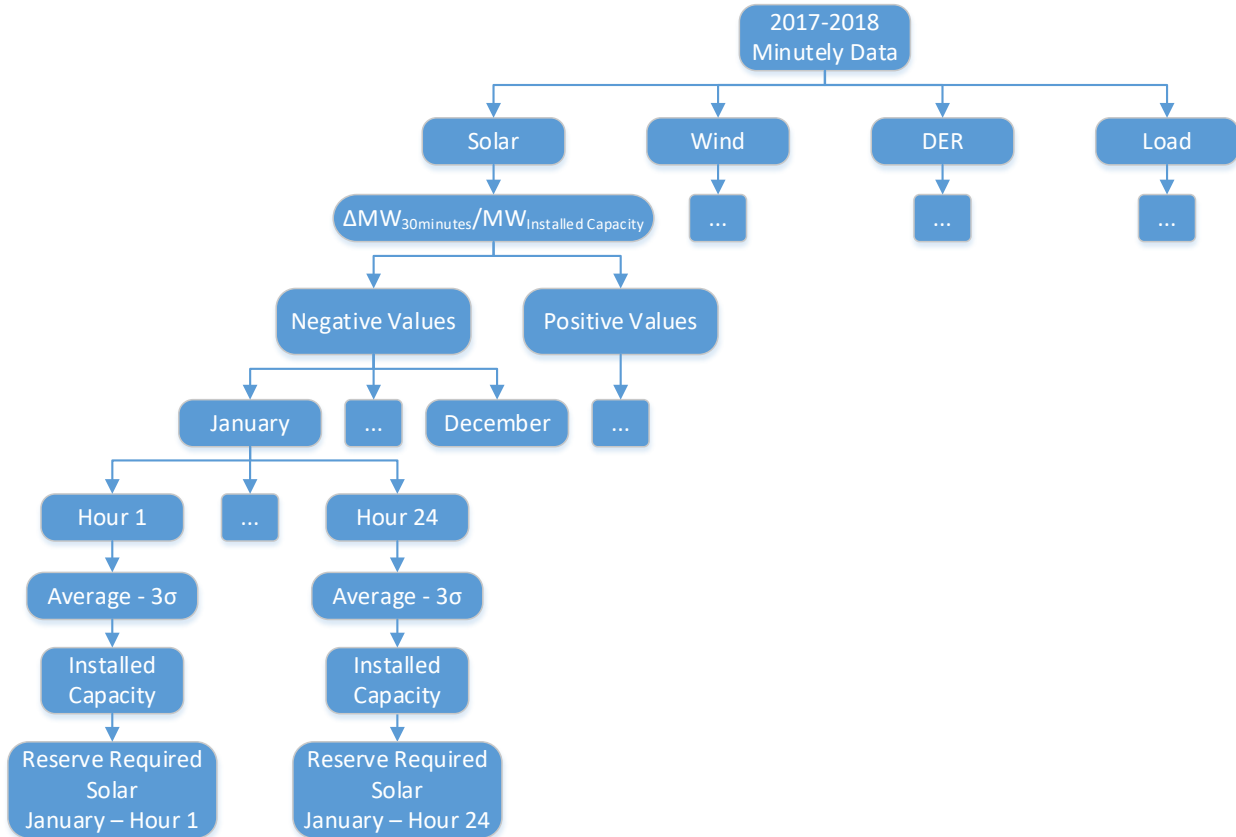 2017-2018
Minutely Data
Solar
Wind
DER
Load
ΔMW30minutes/MWInstalled Capacity
...
...
...
Negative Values
Positive Values
January
...
December
...
Hour 1
...
Hour 24
Average - 3σ
Average - 3σ
Installed
Capacity
Installed
Capacity
Reserve Required
Solar
January – Hour 1
Reserve Required
Solar
January – Hour 24